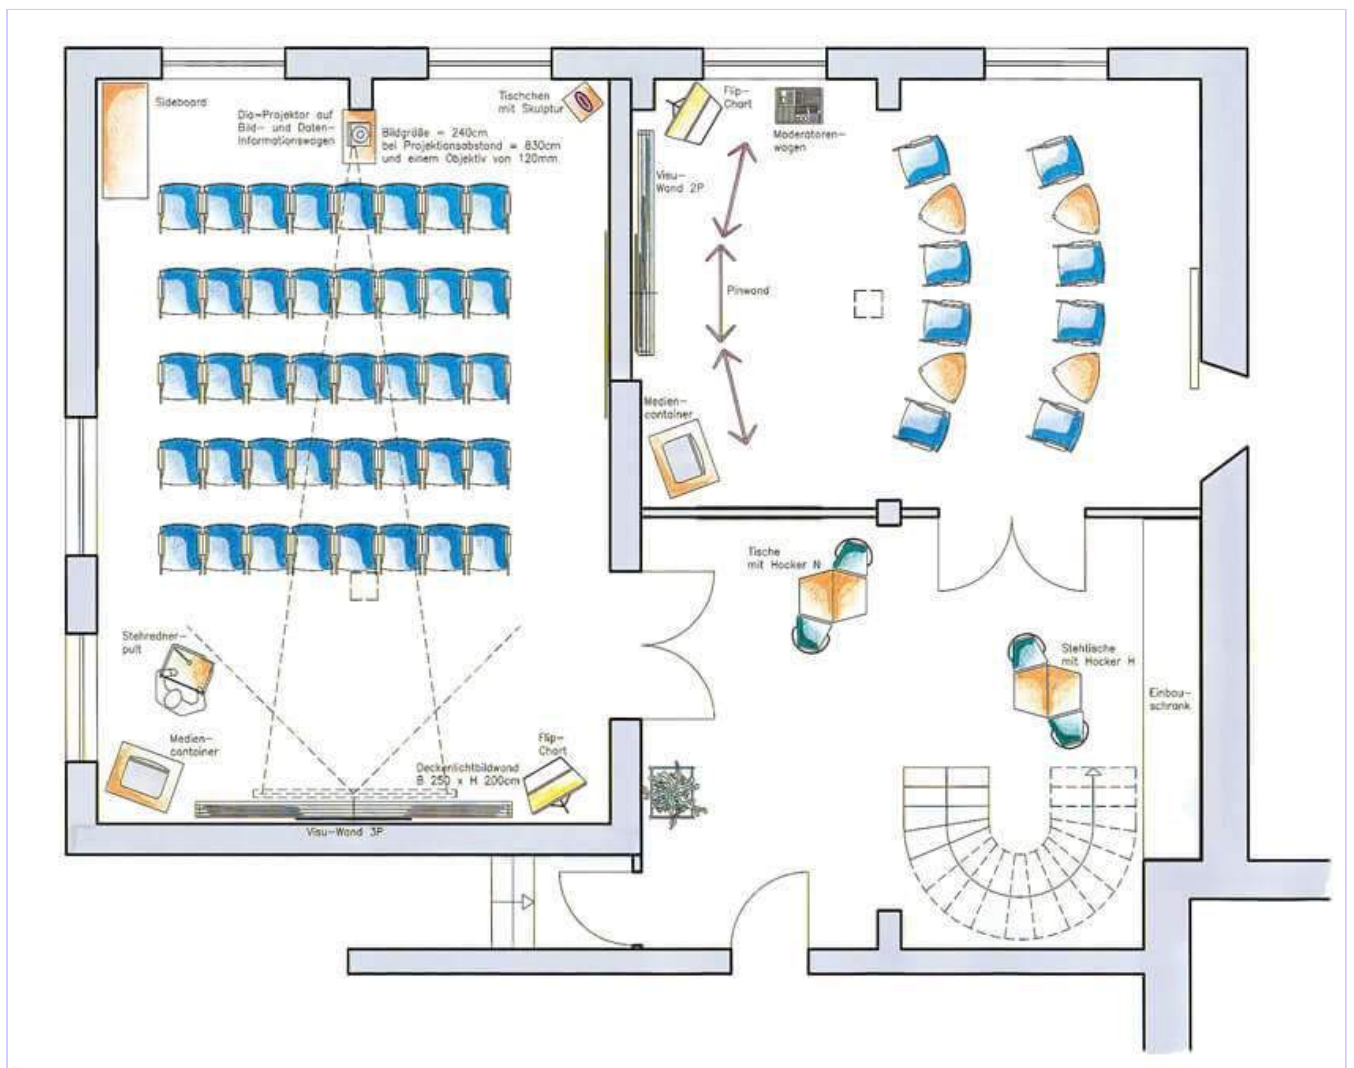 Sideboard
Dia-Projektor auf
Bild- und Daten-
Informationswagen
Bildgröße = 240cm
bei Projektionsabstand = 830cm
und einem Objektiv von 120mm.
Tischchen
mit Skulptur
Flip-
Chart
Moderatoren-
wagen
Visu-
Wand 2P
Pinwand
Medien-
container
Tische
mit Hocker N
Stehtische
mit Hocker H
Einbau-
schrank
Stehredner-
pult
Medien-
container
Flip-
Chart
Deckenlichtbildwand
B 250 x H 200cm
Visu-Wand 3P